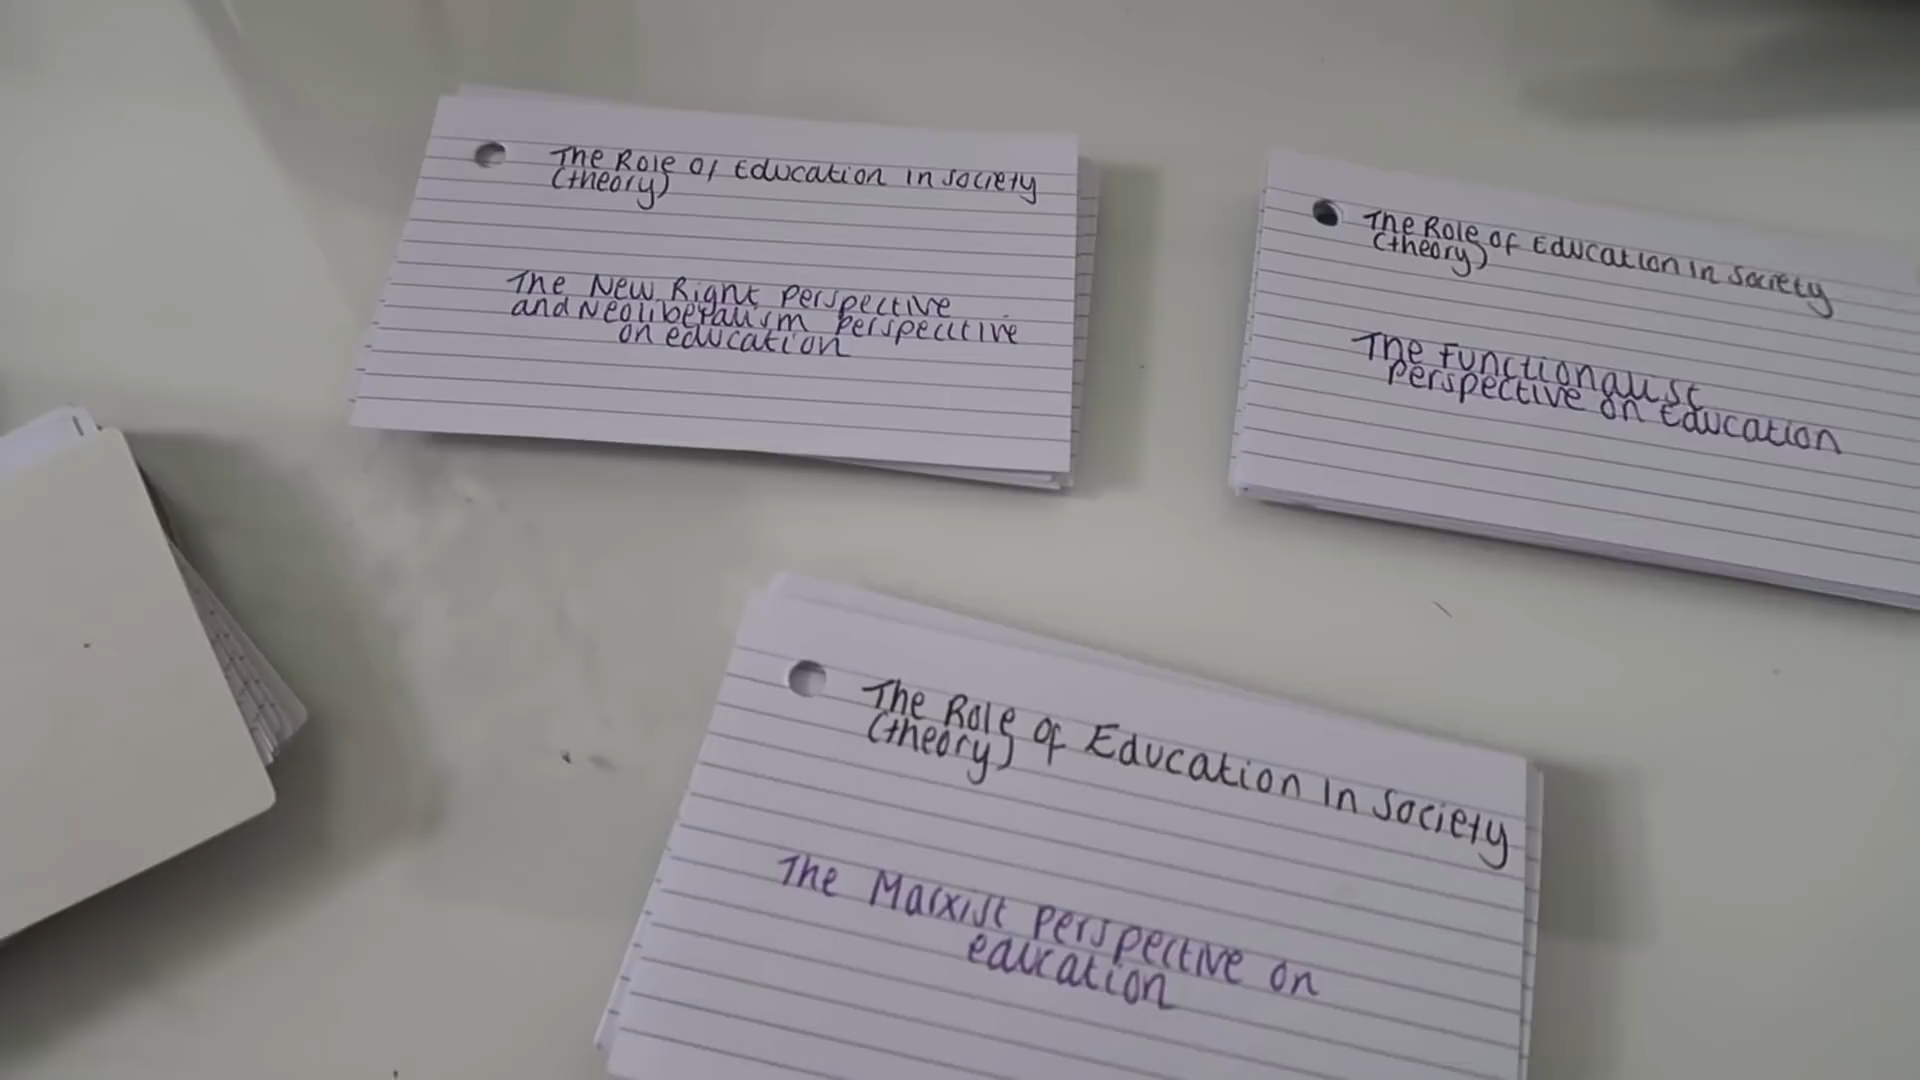 The Role of Education in Society
(theory)
The New Right perspective
and Neoliberalism perspective
on education
The Role of Education in Society
(theory)
The Functionalist
perspective on Education
The Role of Education in Society
(theory)
The Marxist perspective on
education